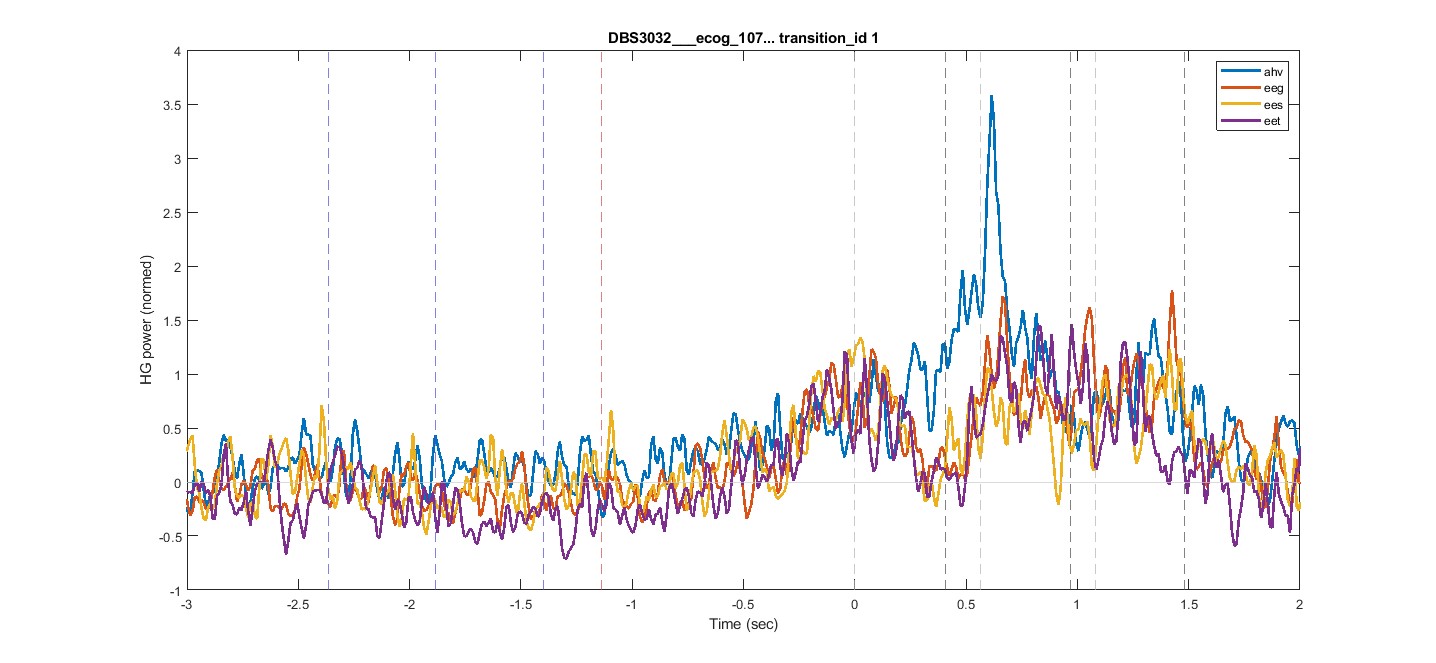 DBS3032___ecog_107... transition_id 1
4
3.5
3
2.5
2
1.5
1
0.5
0
-0.5
-1
HG power (normed)
ahv
eeg
ees
eet
-3 -2.5 -2 -1.5 -1 -0.5 0 0.5 1 1.5 2
Time (sec)